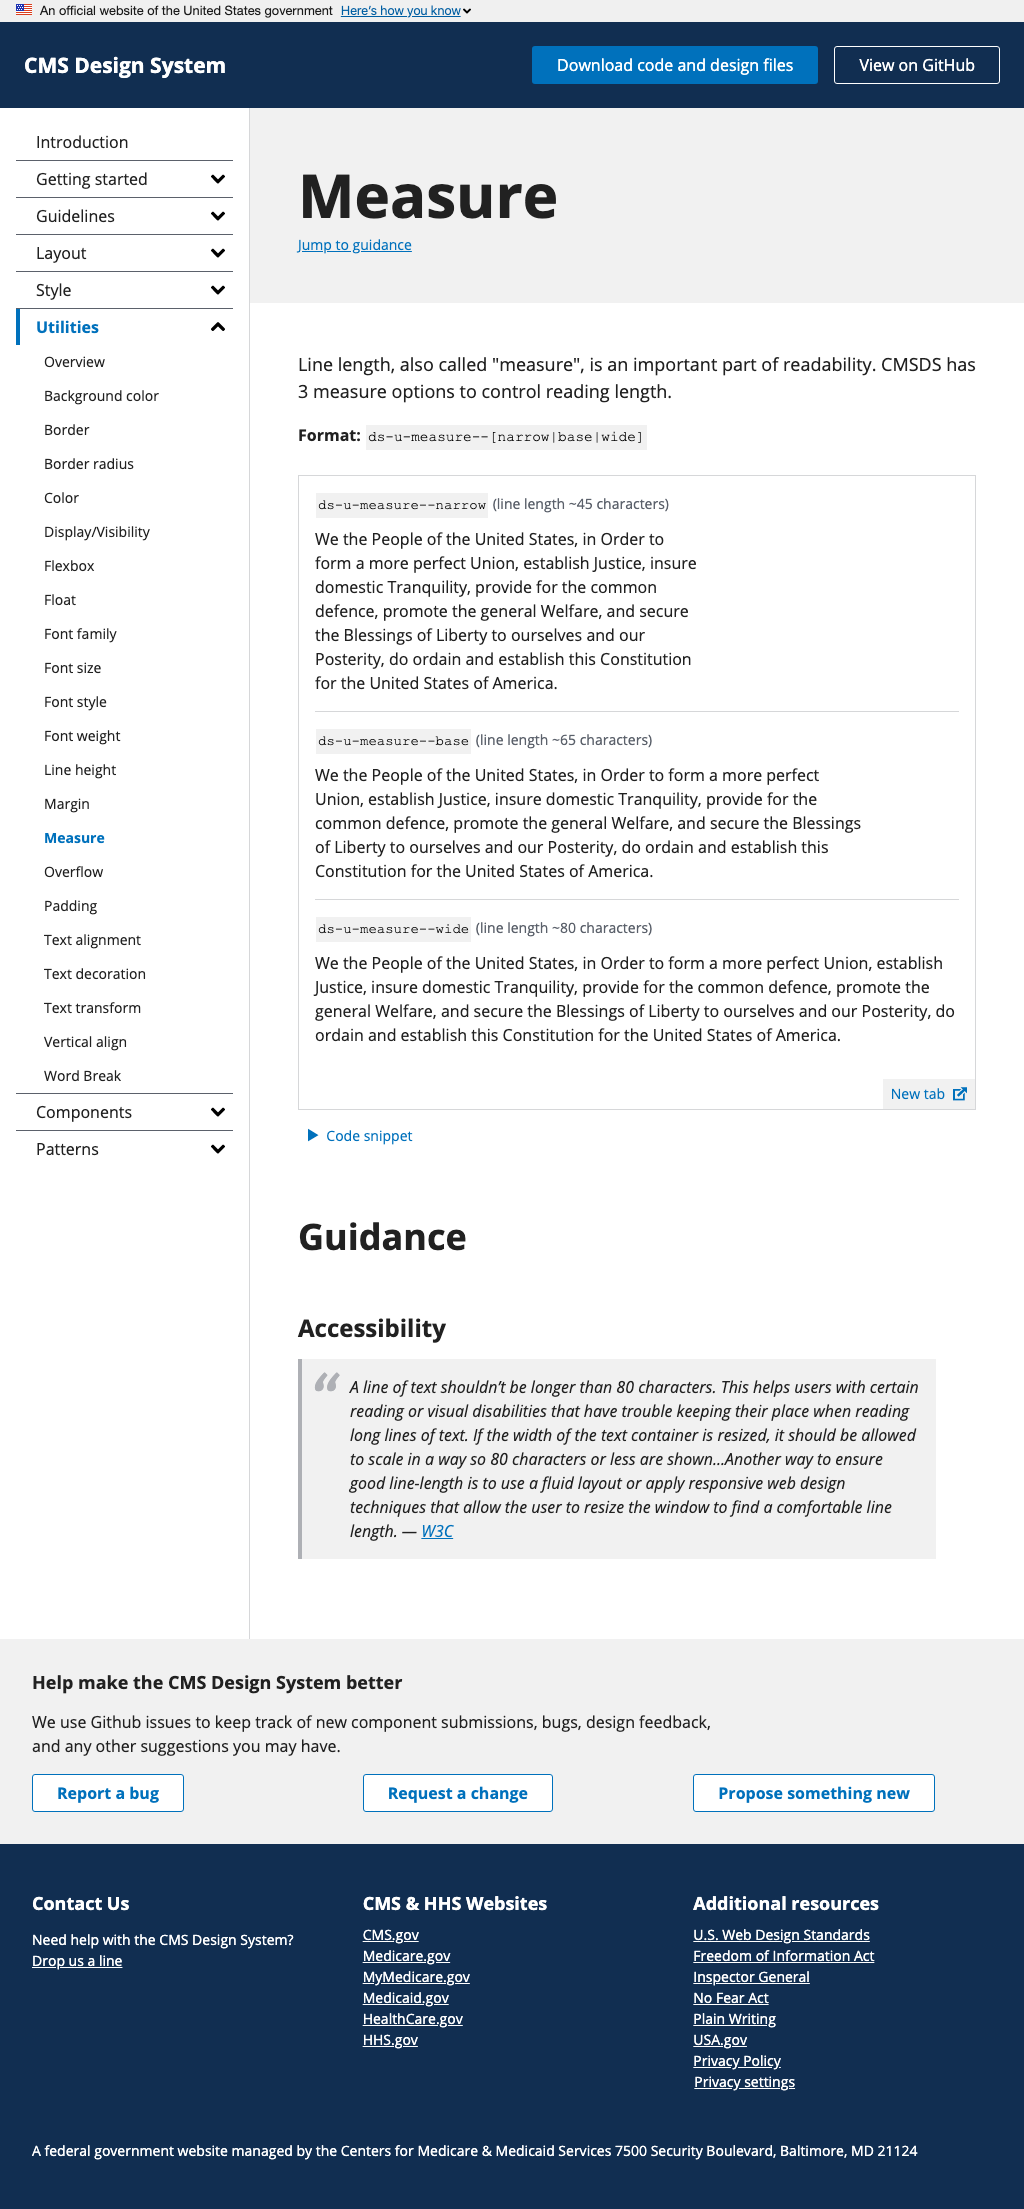 An official website of the United States government Here's how you know
CMS Design System
Download code and design files
View on GitHub
Introduction
Getting started
Guidelines
Layout
Style
Utilities
Overview
Background color
Border
Border radius
Color
Display/Visibility
Flexbox
Float
Font family
Font size
Font style
Font weight
Line height
Margin
Measure
Overflow
Padding
Text alignment
Text decoration
Text transform
Vertical align
Word Break
Components
Patterns
Measure
Jump to guidance
Line length, also called "measure", is an important part of readability. CMSDS has
3 measure options to control reading length.
Format: ds-u-measure--[narrow|base|wide]
ds-u-measure--narrow (line length ~45 characters)
We the People of the United States, in Order to
form a more perfect Union, establish Justice, insure
domestic Tranquility, provide for the common
defence, promote the general Welfare, and secure
the Blessings of Liberty to ourselves and our
Posterity, do ordain and establish this Constitution
for the United States of America.
ds-u-measure--base (line length ~65 characters)
We the People of the United States, in Order to form a more perfect
Union, establish Justice, insure domestic Tranquility, provide for the
common defence, promote the general Welfare, and secure the Blessings
of Liberty to ourselves and our Posterity, do ordain and establish this
Constitution for the United States of America.
ds-u-measure--wide (line length ~80 characters)
We the People of the United States, in Order to form a more perfect Union, establish
Justice, insure domestic Tranquility, provide for the common defence, promote the
general Welfare, and secure the Blessings of Liberty to ourselves and our Posterity, do
ordain and establish this Constitution for the United States of America.
New tab
Code snippet
Guidance
Accessibility
A line of text shouldn't be longer than 80 characters. This helps users with certain
reading or visual disabilities that have trouble keeping their place when reading
long lines of text. If the width of the text container is resized, it should be allowed
to scale in a way so 80 characters or less are shown...Another way to ensure
good line-length is to use a fluid layout or apply responsive web design
techniques that allow the user to resize the window to find a comfortable line
length. — W3C
Help make the CMS Design System better
We use Github issues to keep track of new component submissions, bugs, design feedback,
and any other suggestions you may have.
Report a bug
Request a change
Propose something new
Contact Us
Need help with the CMS Design System?
Drop us a line
CMS & HHS Websites
CMS.gov
Medicare.gov
MyMedicare.gov
Medicaid.gov
HealthCare.gov
HHS.gov
Additional resources
U.S. Web Design Standards
Freedom of Information Act
Inspector General
No Fear Act
Plain Writing
USA.gov
Privacy Policy
Privacy settings
A federal government website managed by the Centers for Medicare & Medicaid Services 7500 Security Boulevard, Baltimore, MD 21124